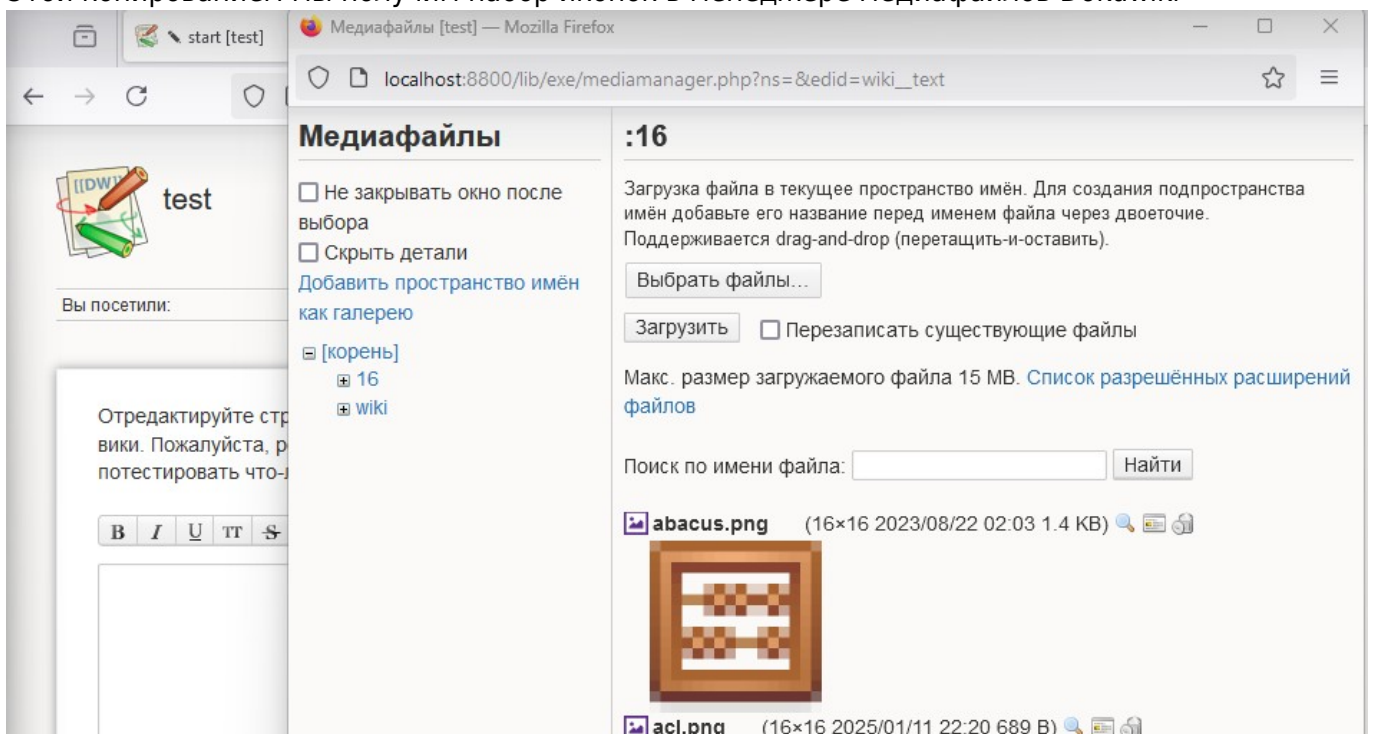 start [test]
Медиафайлы [test] — Mozilla Firefox
localhost:8800/lib/exe/mediamanager.php?ns=&edid=wiki__text
[[DW]]
test
Вы посетили:
Отредактируйте
вики. Пожалуйста,
потестировать
B I U TT S
Медиафайлы
Не закрывать окно после
выбора
Скрыть детали
Добавить пространство имён
как галерею
[корень]
16
wiki
:16
Загрузка файла в текущее пространство имён. Для создания подпространства
имён добавьте его название перед именем файла через двоеточие.
Поддерживается drag-and-drop (перетащить-и-оставить).
Выбрать файлы...
Загрузить Перезаписать существующие файлы
Макс. размер загружаемого файла 15 MB. Список разрешённых расширений
файлов
Поиск по имени файла: Найти
abacus.png (16×16 2023/08/22 02:03 1.4 KB)
acl.png (16×16 2025/01/11 22:20 689 B)